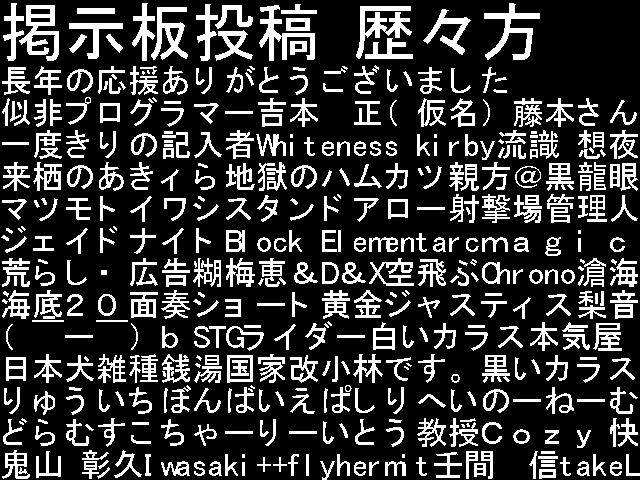 掲示板投稿 歴々方
長年の応援ありがとうございました
似非プログラマー吉本　正(仮名)藤本さん
一度きりの記入者Whiteness kirby流識 想夜
来栖のあきィら地獄のハムカツ親方@黒龍眼
マツモトイワシスタンドアロー射撃場管理人
ジェイドナイトBlock Elementarcｍａｇｉｃ
荒らし・広告糊梅恵＆D&X空飛ぶChrono滄海
海底２０面奏ショート黄金ジャスティス梨音
(￣ー￣)ｂSTGライダー白いカラス本気屋
日本犬雑種銭湯国家改小林です。黒いカラス
りゅういちぼんばいえぱしりへいのーねーむ
どらむすこちゃーりーいとう教授Ｃｏｚｙ快
鬼山 彰久Iwasaki++flyhermit壬間　信takeL